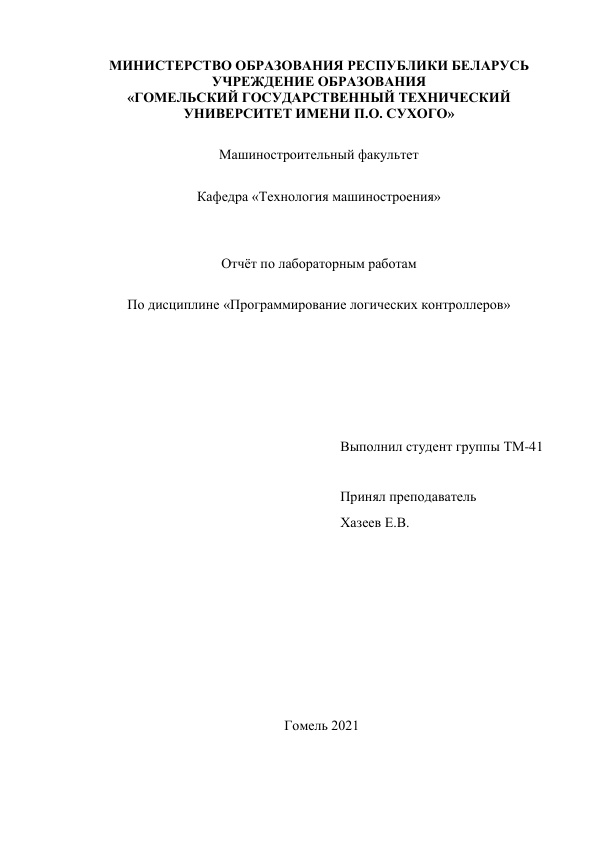 МИНИСТЕРСТВО ОБРАЗОВАНИЯ РЕСПУБЛИКИ БЕЛАРУСЬ
УЧРЕЖДЕНИЕ ОБРАЗОВАНИЯ
«ГОМЕЛЬСКИЙ ГОСУДАРСТВЕННЫЙ ТЕХНИЧЕСКИЙ
УНИВЕРСИТЕТ ИМЕНИ П.О. СУХОГО»
Машиностроительный факультет
Кафедра «Технология машиностроения»
Отчёт по лабораторным работам
По дисциплине «Программирование логических контроллеров»
Выполнил студент группы ТМ-41
Принял преподаватель
Хазеев Е.В.
Гомель 2021